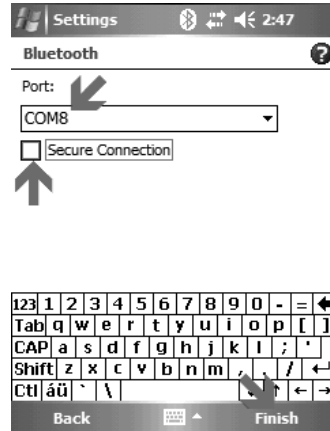 Settings 2:47
Bluetooth
Port:
COM8
Secure Connection
123 1 2 3 4 5 6 7 8 9 0 - =
Tab q w e r t y u i o p [ ]
CAP a s d f g h j k l ; '
Shift z x c v b n m , . /
Ctl áü ` \
Back Finish